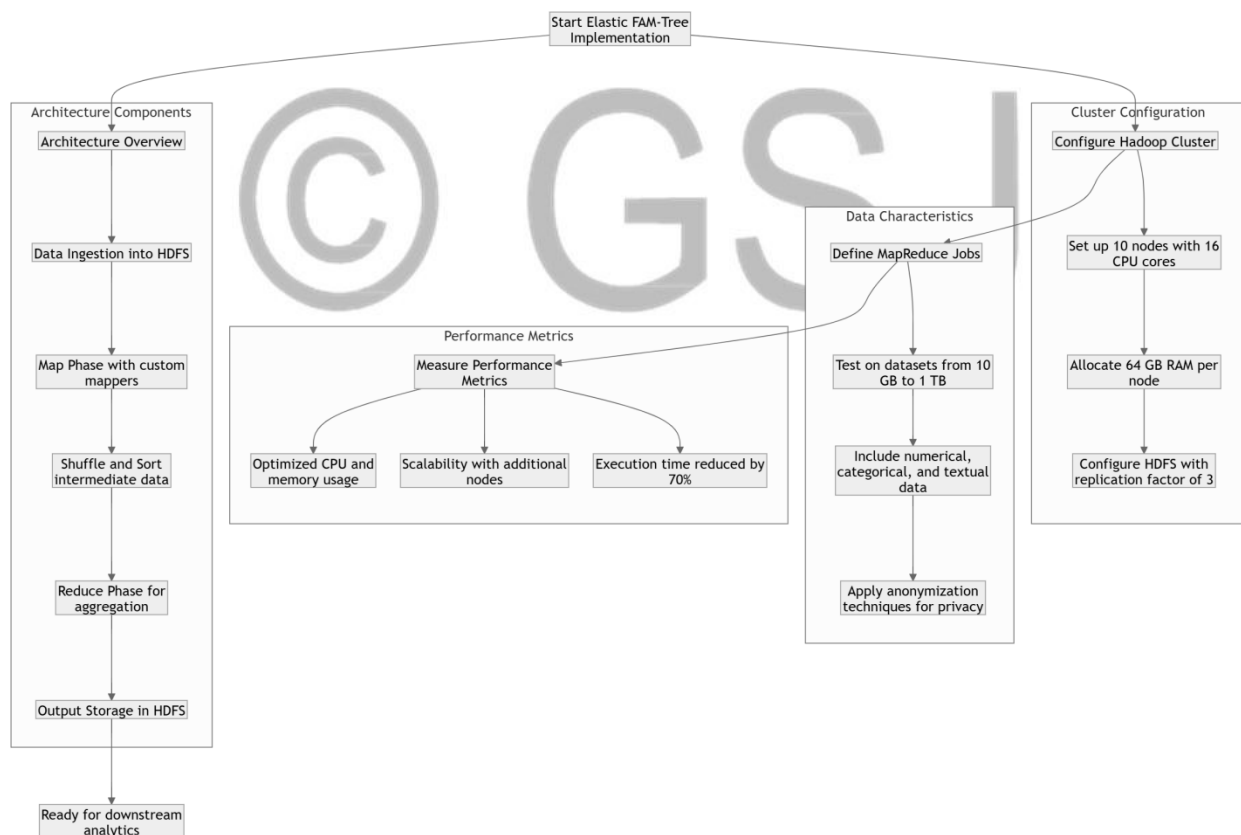 Start Elastic FAM-Tree
Implementation
Architecture Components
Architecture Overview
Data Ingestion into HDFS
Map Phase with custom
mappers
Shuffle and Sort
intermediate data
Reduce Phase for
aggregation
Output Storage in HDFS
Ready for downstream
analytics
© GSJ
Performance Metrics
Measure Performance
Metrics
Optimized CPU and
memory usage
Scalability with additional
nodes
Execution time reduced by
70%
Data Characteristics
Define MapReduce Jobs
Test on datasets from 10
GB to 1 TB
Include numerical,
categorical, and textual
data
Apply anonymization
techniques for privacy
Cluster Configuration
Configure Hadoop Cluster
Set up 10 nodes with 16
CPU cores
Allocate 64 GB RAM per
node
Configure HDFS with
replication factor of 3